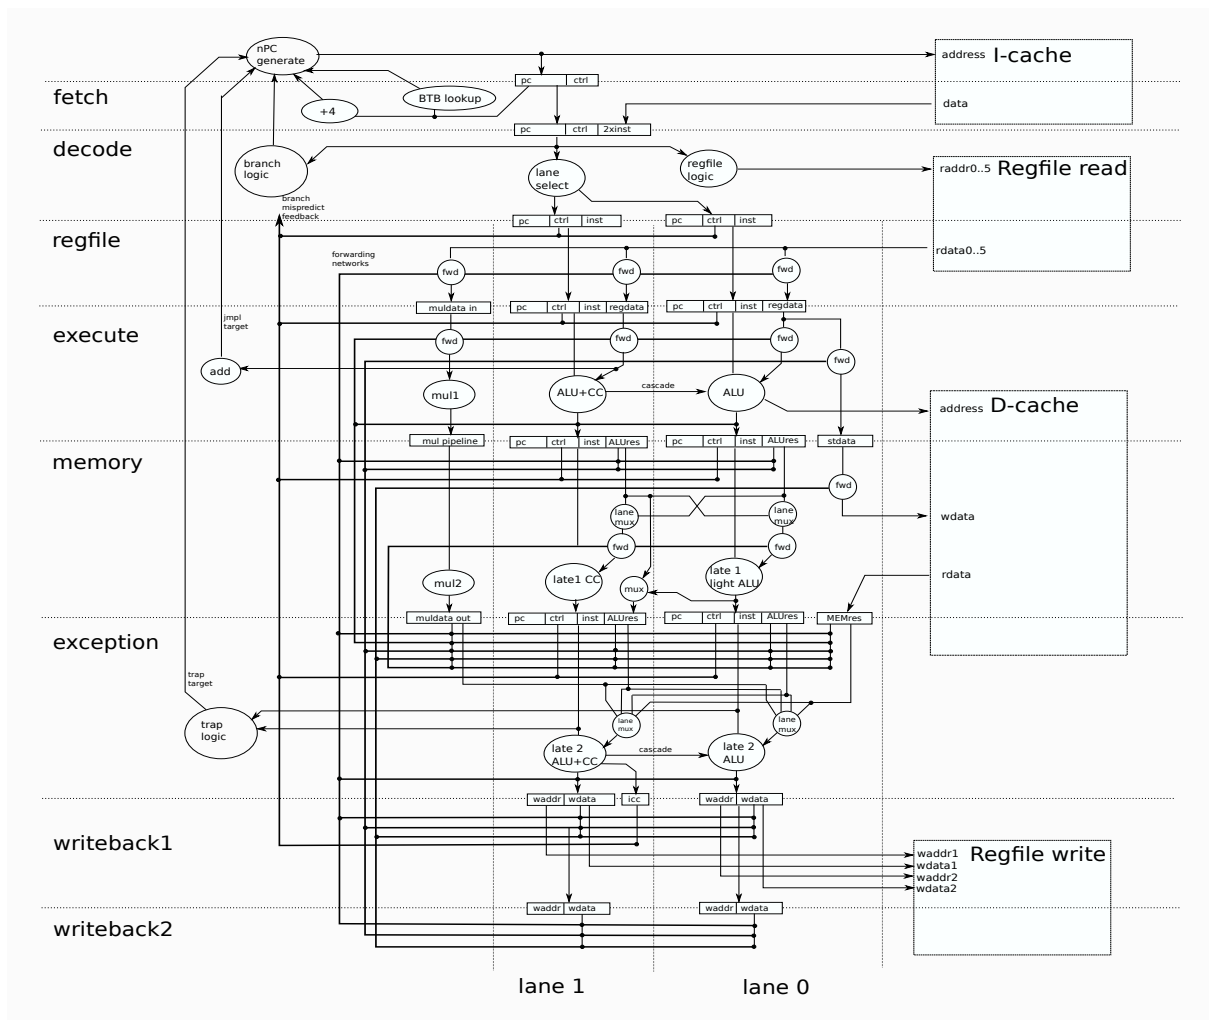 nPC
generate
address I-cache
pc ctrl
fetch
+4
BTB lookup
data
pc ctrl 2xinst
decode
branch
logic
lane
select
regfile
logic
raddr0..5 Regfile read
branch
mispredict
feedback
pc ctrl inst
pc ctrl inst
regfile
forwarding
networks
rdata0..5
fwd
fwd
fwd
muldata in
pc ctrl inst regdata
pc ctrl inst regdata
jmpl
target
execute
fwd
fwd
fwd
fwd
add
mul1
ALU+CC
cascade
ALU
address D-cache
mul pipeline
pc ctrl inst ALUres
pc ctrl inst ALUres
stdata
memory
fwd
lane
mux
lane
mux
wdata
fwd
fwd
mul2
late1 CC
mux
late 1
light ALU
rdata
muldata out
pc ctrl inst ALUres
pc ctrl inst ALUres
MEMres
exception
trap
target
trap
logic
lane
mux
lane
mux
late 2
ALU+CC
cascade
late 2
ALU
waddr wdata
icc
waddr wdata
writeback1
waddr1 Regfile write
wdata1
waddr2
wdata2
waddr wdata
waddr wdata
writeback2
lane 1
lane 0